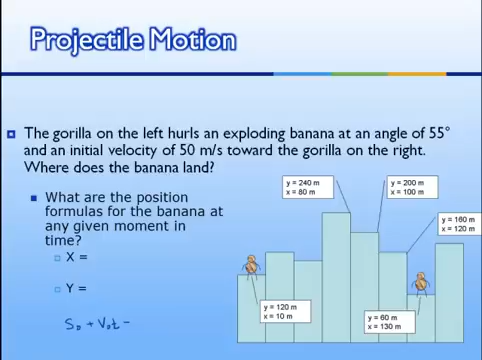 Projectile Motion
The gorilla on the left hurls an exploding banana at an angle of 55°
and an initial velocity of 50 m/s toward the gorilla on the right.
Where does the banana land?
What are the position
formulas for the banana at
any given moment in
time?
X =
Y =
S₀ + V₀t -
y = 240 m
x = 80 m
y = 200 m
x = 100 m
y = 160 m
x = 120 m
y = 120 m
x = 10 m
y = 60 m
x = 130 m